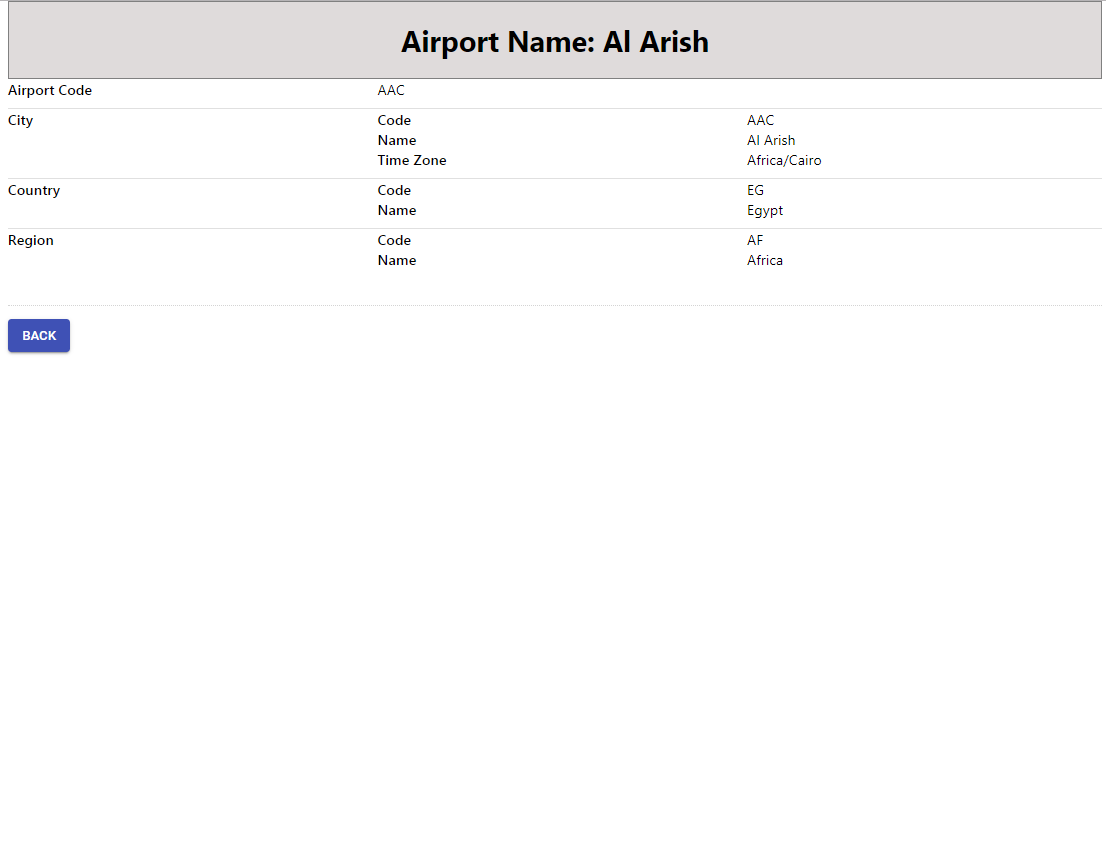 Airport Name: Al Arish
Airport Code AAC
City Code AAC
Name Al Arish
Time Zone Africa/Cairo
Country Code EG
Name Egypt
Region Code AF
Name Africa
BACK